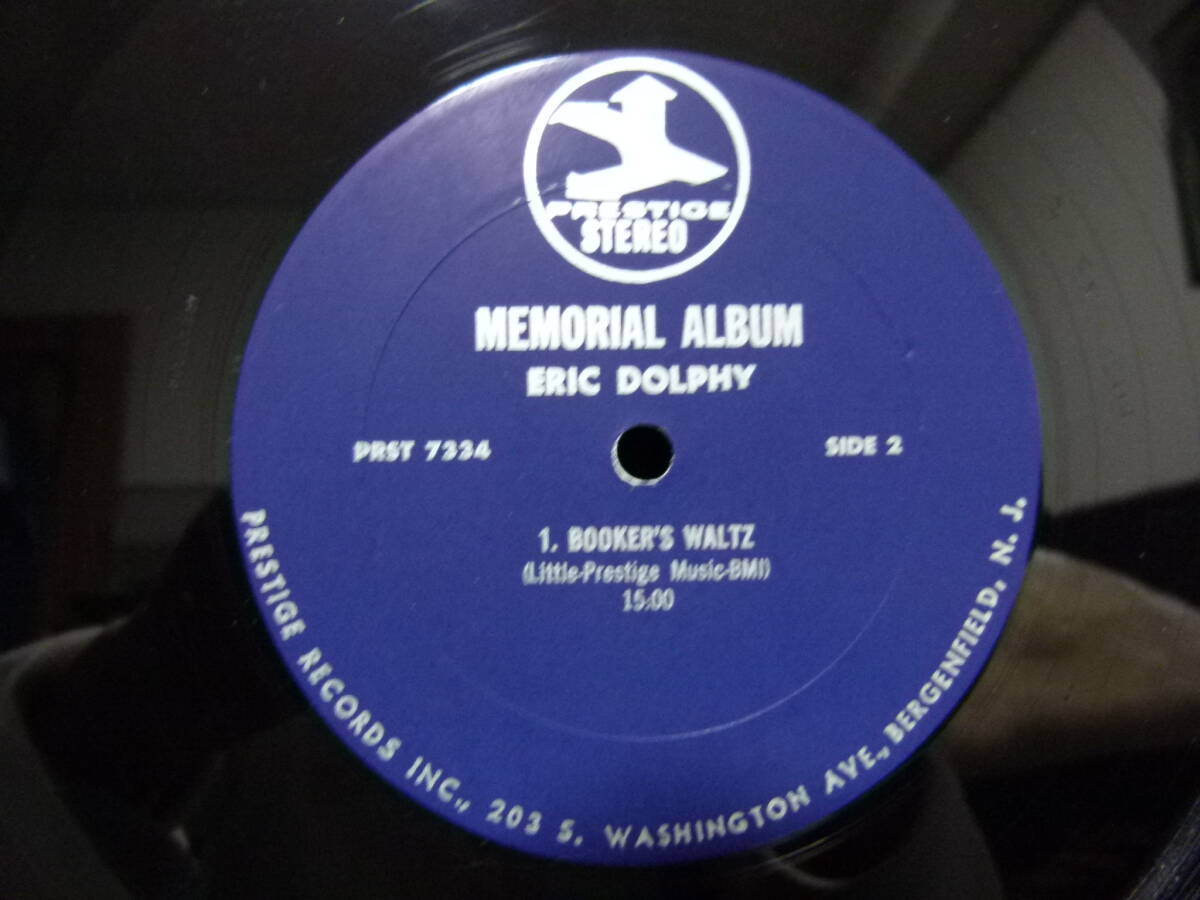 PRESTIGE
STEREO
MEMORIAL ALBUM
ERIC DOLPHY
PRST 7334
SIDE 2
1. BOOKER'S WALTZ
(Little-Prestige Music-BMI)
15:00
PRESTIGE RECORDS INC., 203 S. WASHINGTON AVE., BERGENFIELD, N. J.